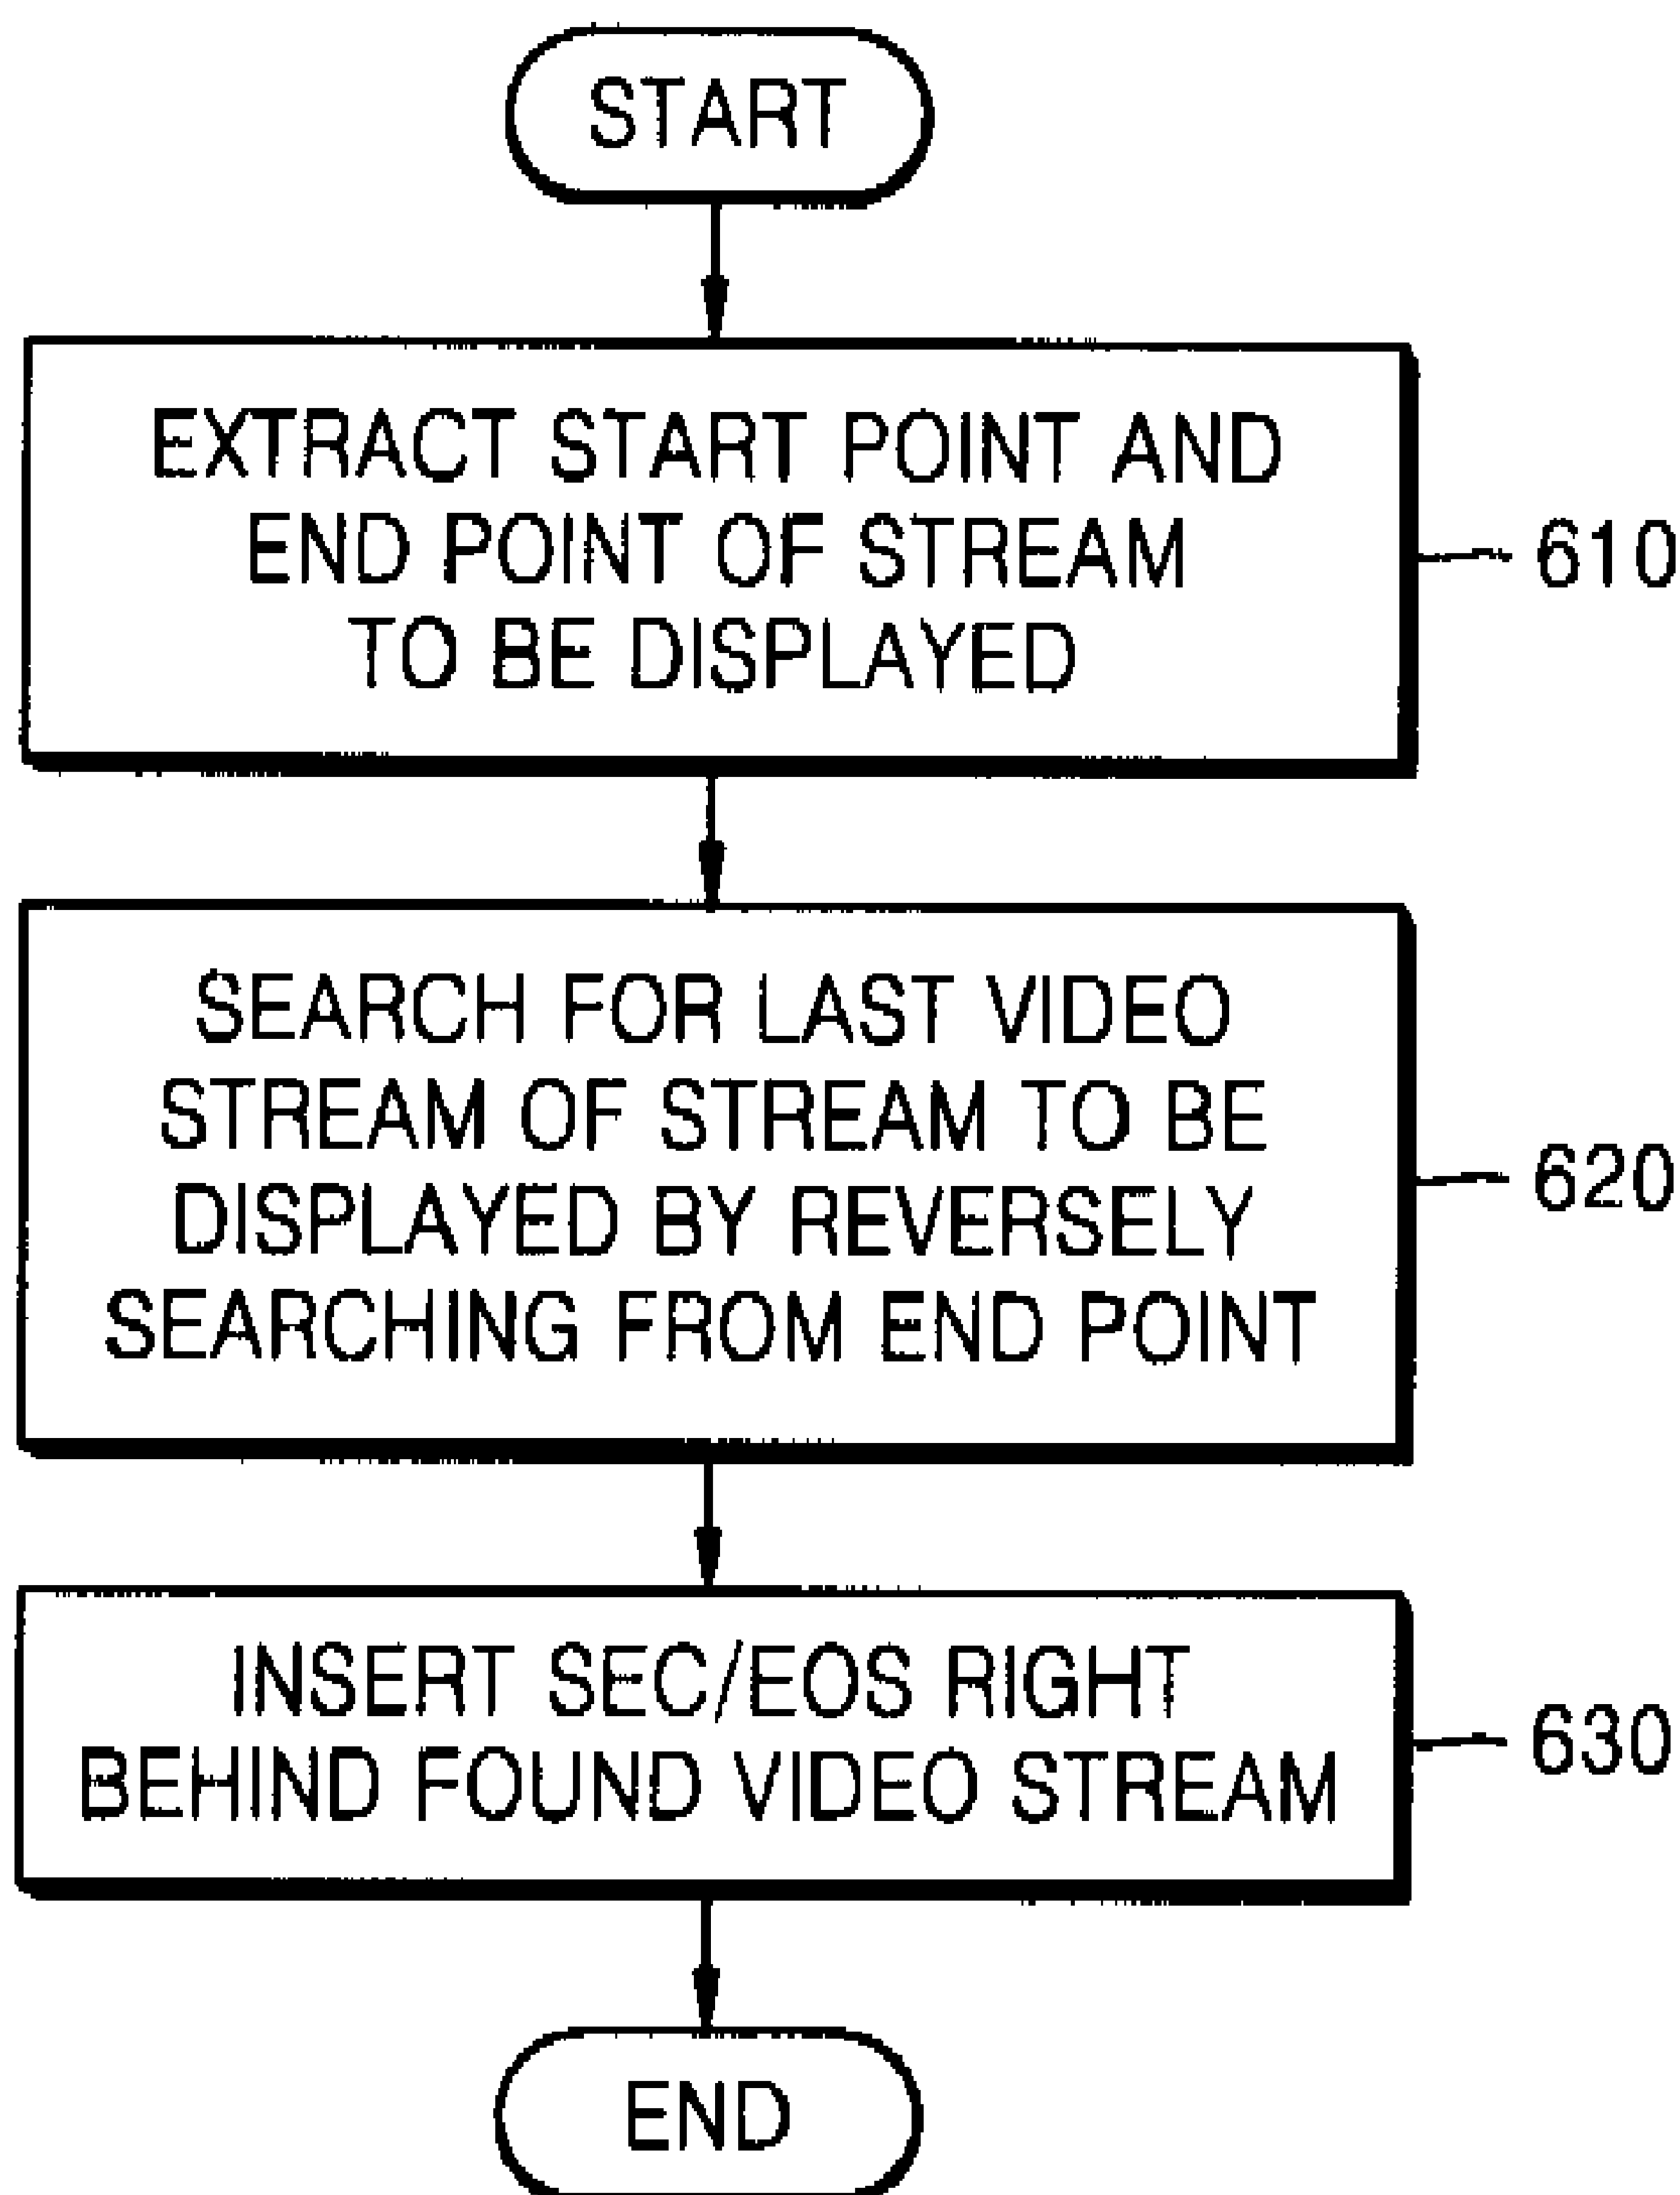 START
EXTRACT START POINT AND
END POINT OF STREAM
TO BE DISPLAYED
610
SEARCH FOR LAST VIDEO
STREAM OF STREAM TO BE
DISPLAYED BY REVERSELY
SEARCHING FROM END POINT
620
INSERT SEC/EOS RIGHT
BEHIND FOUND VIDEO STREAM
630
END